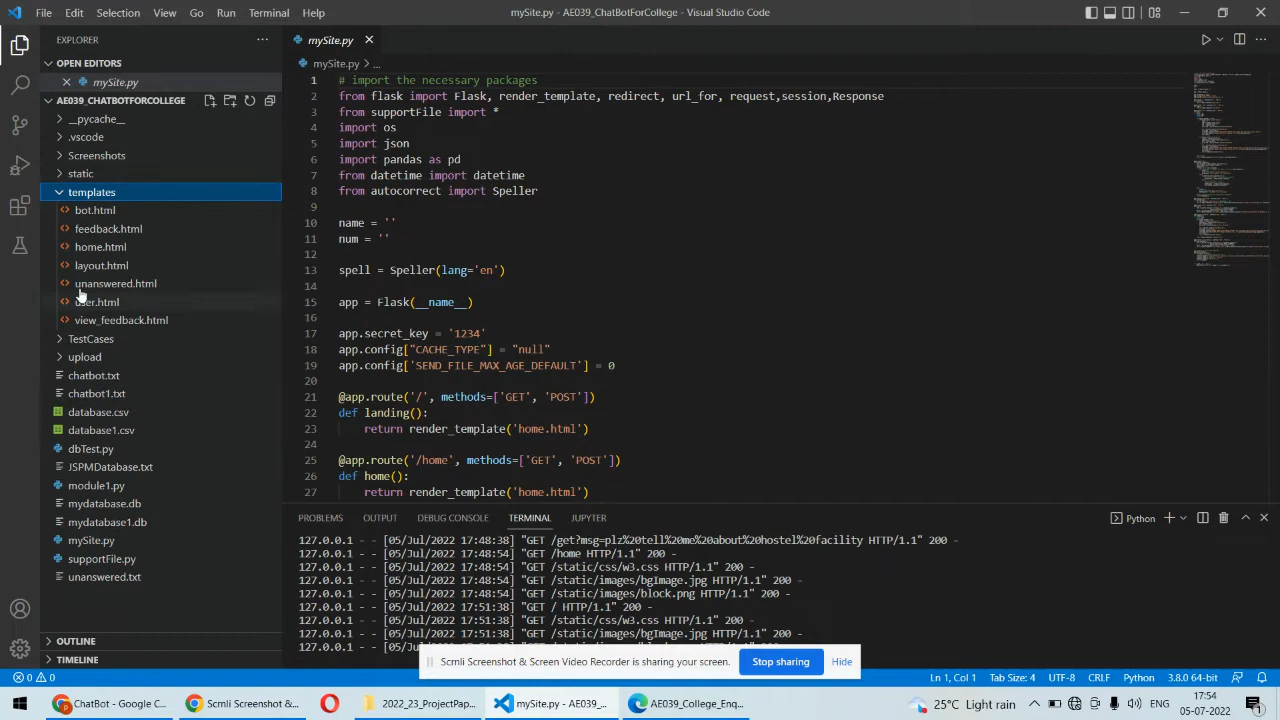 File Edit Selection View Go Run Terminal Help mySite.py - AE039_ChatBotForCollege - Visual Studio Code
EXPLORER
OPEN EDITORS
mySite.py
AE039_CHATBOTFORCOLLEGE
__pycache__
.vscode
Screenshots
static
templates
bot.html
home.html
layout.html
unanswered.html
view_feedback.html
TestCases
upload
chatbot.txt
chatbot1.txt
database.csv
database1.csv
dbTest.py
JSPMDatabase.txt
module1.py
mydatabase.db
mydatabase1.db
mySite.py
supportFile.py
unanswered.txt
OUTLINE
TIMELINE
mySite.py
mySite.py > ...
1 # import the necessary packages
2 from flask import Flask, render_template, redirect, url_for, request,session,Response
3 from supportFile import
4 import os
5 import json
6 import pandas as pd
7 from datetime import datetime
8 from autocorrect import Speller
9
10 name = ''
11 num = ''
12
13 spell = Speller(lang='en')
14
15 app = Flask(__name__)
16
17 app.secret_key = '1234'
18 app.config["CACHE_TYPE"] = "null"
19 app.config['SEND_FILE_MAX_AGE_DEFAULT'] = 0
20
21 @app.route('/', methods=['GET', 'POST'])
22 def landing():
23 return render_template('home.html')
24
25 @app.route('/home', methods=['GET', 'POST'])
26 def home():
27 return render_template('home.html')
PROBLEMS OUTPUT DEBUG CONSOLE TERMINAL JUPYTER Python
127.0.0.1 - - [05/Jul/2022 17:48:38] "GET /get?msg=plz%20tell%20me%20about%20hostel%20facility HTTP/1.1" 200 -
127.0.0.1 - - [05/Jul/2022 17:48:54] "GET /home HTTP/1.1" 200 -
127.0.0.1 - - [05/Jul/2022 17:48:54] "GET /static/css/w3.css HTTP/1.1" 200 -
127.0.0.1 - - [05/Jul/2022 17:48:54] "GET /static/images/bgImage.jpg HTTP/1.1" 200 -
127.0.0.1 - - [05/Jul/2022 17:48:54] "GET /static/images/block.png HTTP/1.1" 200 -
127.0.0.1 - - [05/Jul/2022 17:51:38] "GET / HTTP/1.1" 200 -
127.0.0.1 - - [05/Jul/2022 17:51:38] "GET /static/css/w3.css HTTP/1.1" 200 -
127.0.0.1 - - [05/Jul/2022 17:51:38] "GET /static/images/bgImage.jpg HTTP/1.1" 200 -
127.0.0.1 - - [05/Jul/2022 17:51:38]
Scrnli Screenshot & Screen Video Recorder is sharing your screen. Stop sharing Hide
0 0 Ln 1, Col 1 Tab Size: 4 UTF-8 CRLF Python 3.8.0 64-bit
ChatBot - Google C... Scrnli Screenshot &... 2022_23_ProjectPap... mySite.py - AE039_... AE039_College_Enq... 25°C Light rain ENG 17:54
05-07-2022 1